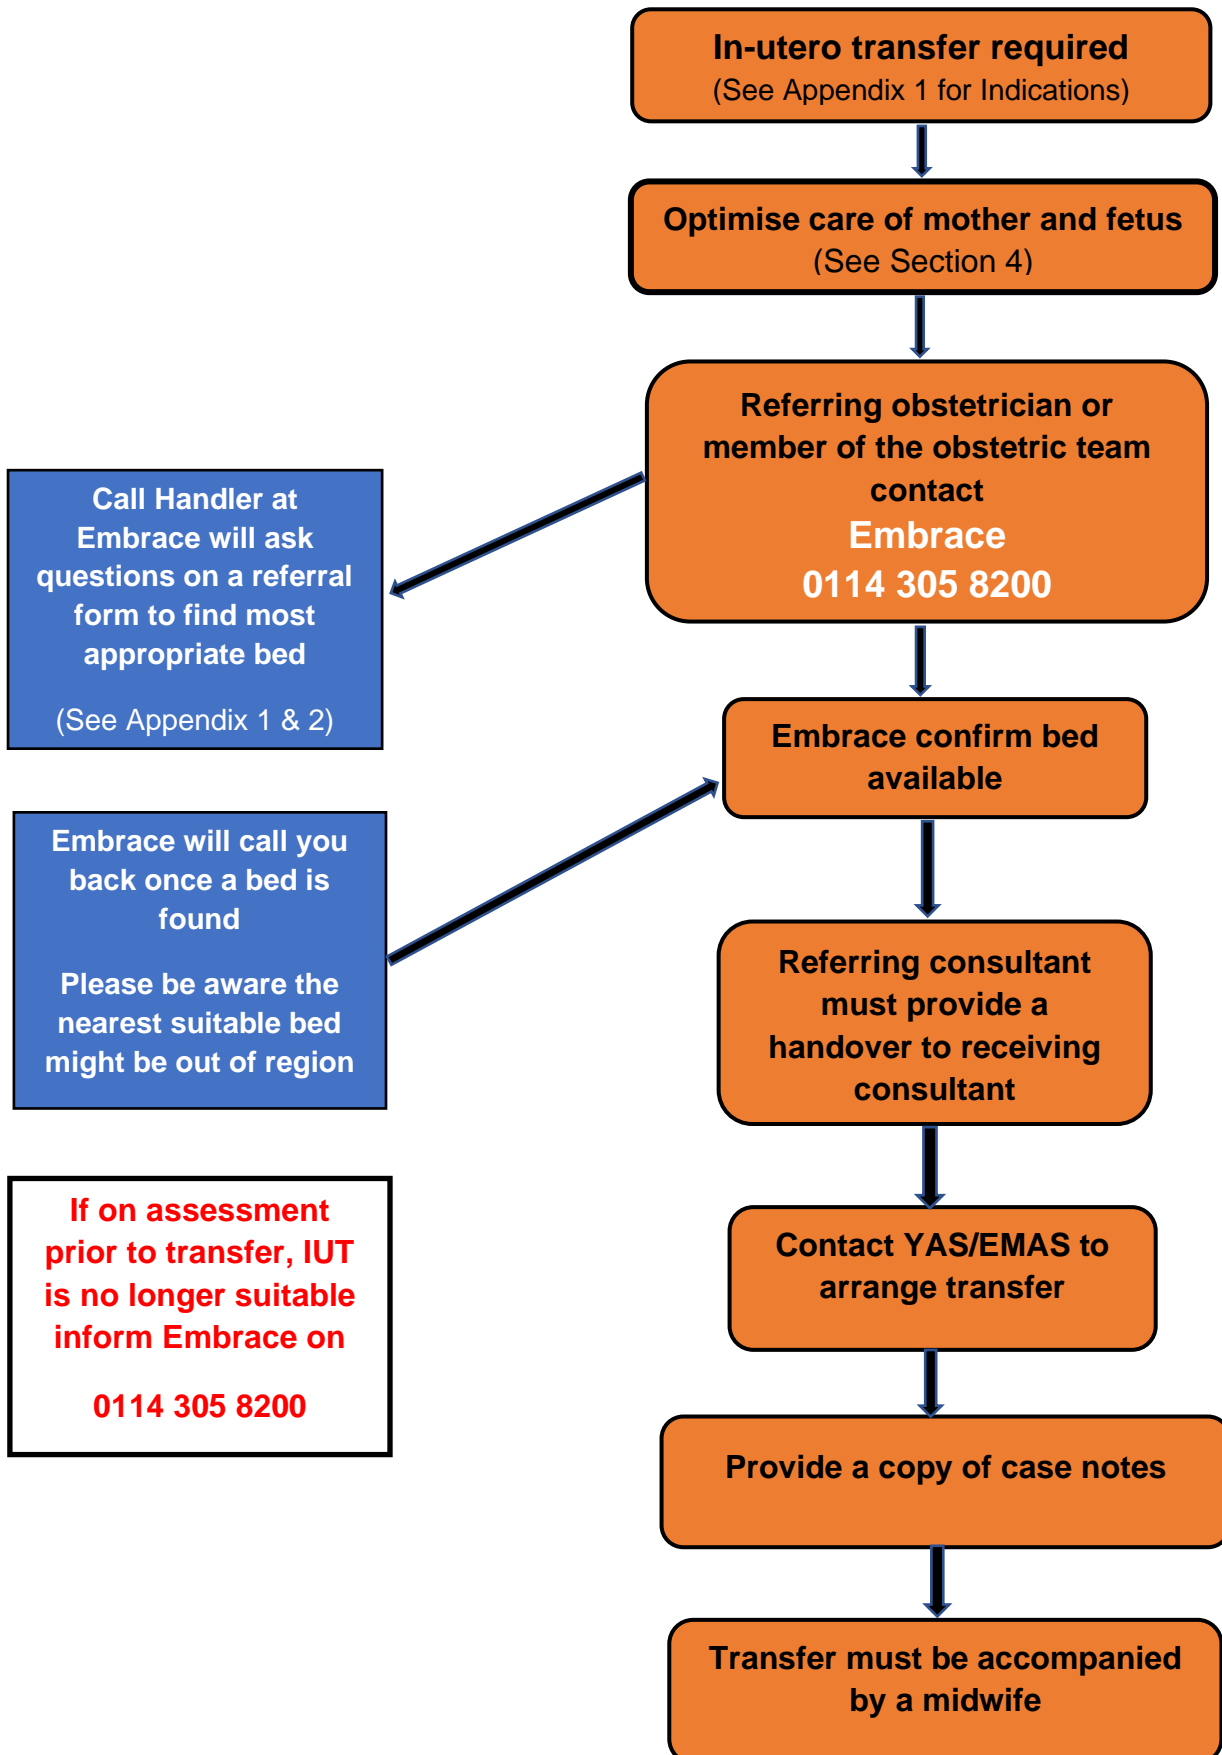 In-utero transfer required
(See Appendix 1 for Indications)
Optimise care of mother and fetus
(See Section 4)
Referring obstetrician or
member of the obstetric team
contact
Embrace
0114 305 8200
Call Handler at
Embrace will ask
questions on a referral
form to find most
appropriate bed
(See Appendix 1 & 2)
Embrace confirm bed
available
Embrace will call you
back once a bed is
found
Please be aware the
nearest suitable bed
might be out of region
Referring consultant
must provide a
handover to receiving
consultant
If on assessment
prior to transfer, IUT
is no longer suitable
inform Embrace on
0114 305 8200
Contact YAS/EMAS to
arrange transfer
Provide a copy of case notes
Transfer must be accompanied
by a midwife